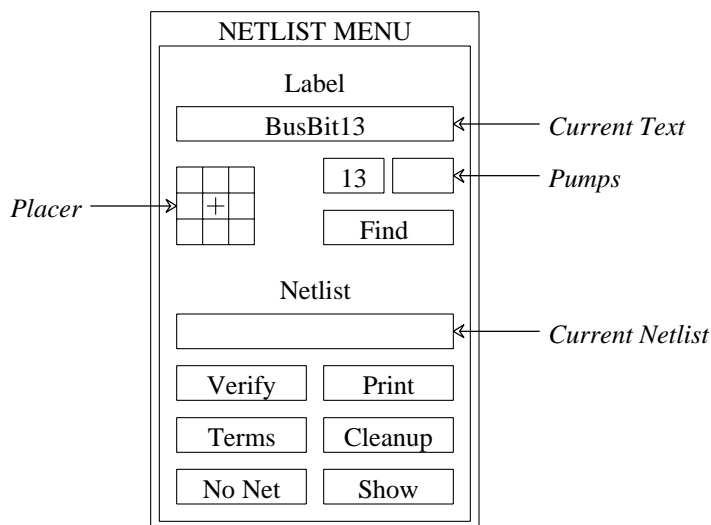 NETLIST MENU
Label
BusBit13
Current Text
13
Pumps
Placer
Find
Netlist
Current Netlist
Verify
Print
Terms
Cleanup
No Net
Show